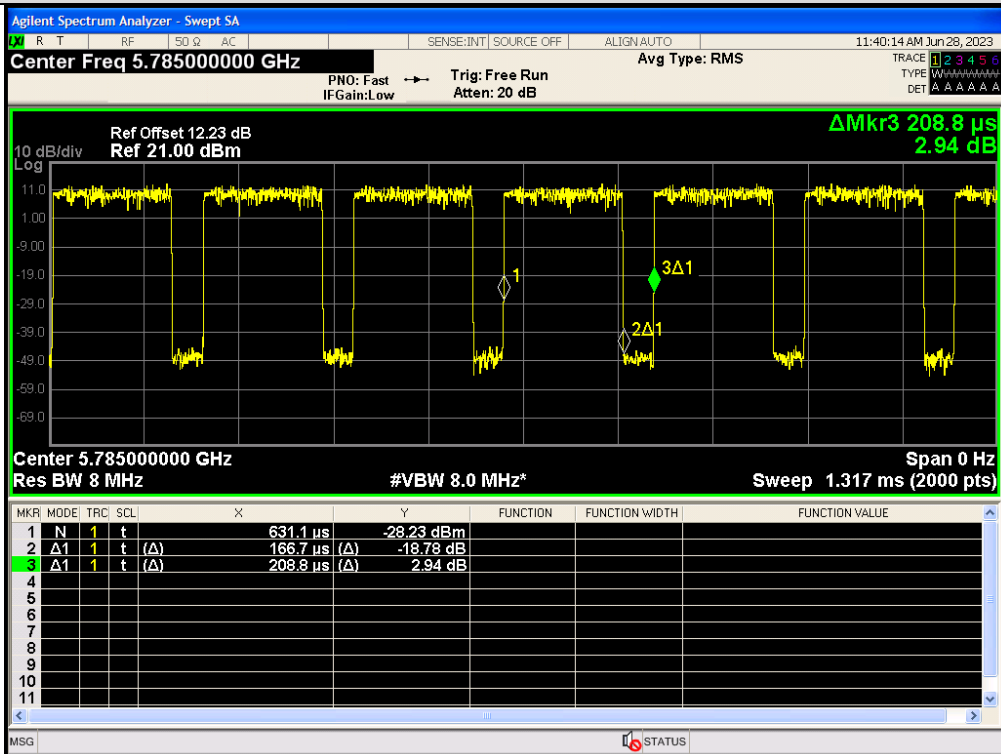 Agilent Spectrum Analyzer - Swept SA
LXI R T RF 50 Ω AC SENSE:INT SOURCE OFF ALIGN AUTO 11:40:14 AM Jun 28, 2023
Center Freq 5.785000000 GHz
PNO: Fast
IFGain:Low
Trig: Free Run
Atten: 20 dB
Avg Type: RMS
TRACE 1 2 3 4 5 6
TYPE W
DET A A A A A A
ΔMkr3 208.8 µs
2.94 dB
Ref Offset 12.23 dB
10 dB/div Ref 21.00 dBm
Log
11.0
1.00
-9.00
-19.0
-29.0
-39.0
-49.0
-59.0
-69.0
1
3Δ1
2Δ1
Center 5.785000000 GHz Span 0 Hz
Res BW 8 MHz #VBW 8.0 MHz* Sweep 1.317 ms (2000 pts)
MKR MODE TRC SCL X Y FUNCTION FUNCTION WIDTH FUNCTION VALUE
1 N 1 t 631.1 µs -28.23 dBm
2 Δ1 1 t (Δ) 166.7 µs (Δ) -18.78 dB
3 Δ1 1 t (Δ) 208.8 µs (Δ) 2.94 dB
4
5
6
7
8
9
10
11
MSG STATUS